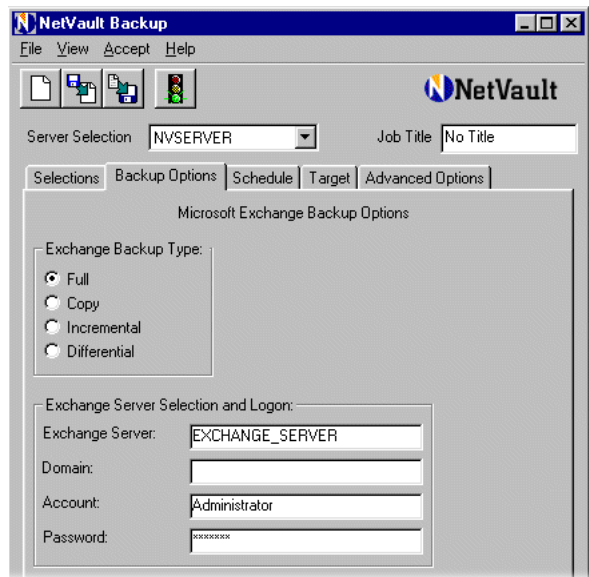 NetVault Backup
File View Accept Help
NetVault
Server Selection NVSERVER Job Title No Title
Selections Backup Options Schedule Target Advanced Options
Microsoft Exchange Backup Options
Exchange Backup Type:
Full
Copy
Incremental
Differential
Exchange Server Selection and Logon:
Exchange Server: EXCHANGE_SERVER
Domain:
Account: Administrator
Password: *******